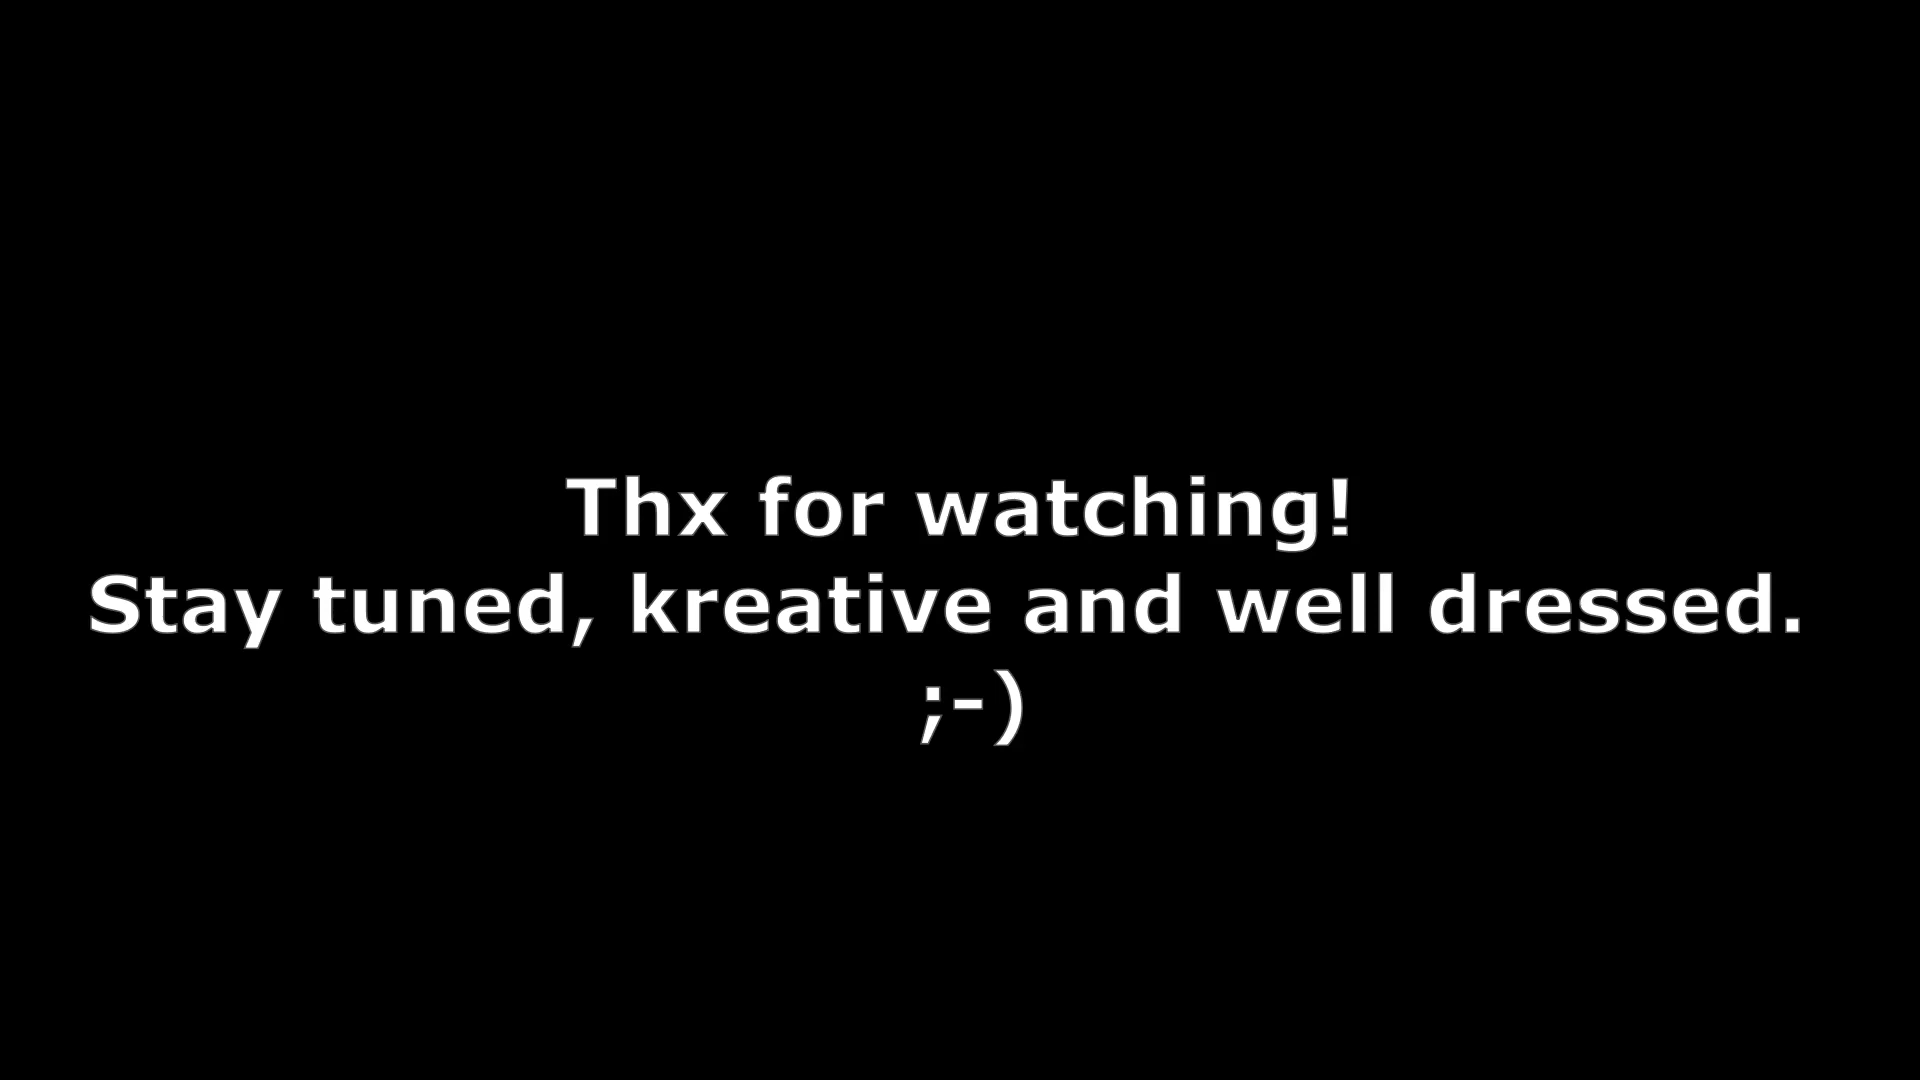 Thx for watching!
Stay tuned, kreative and well dressed.
;-)